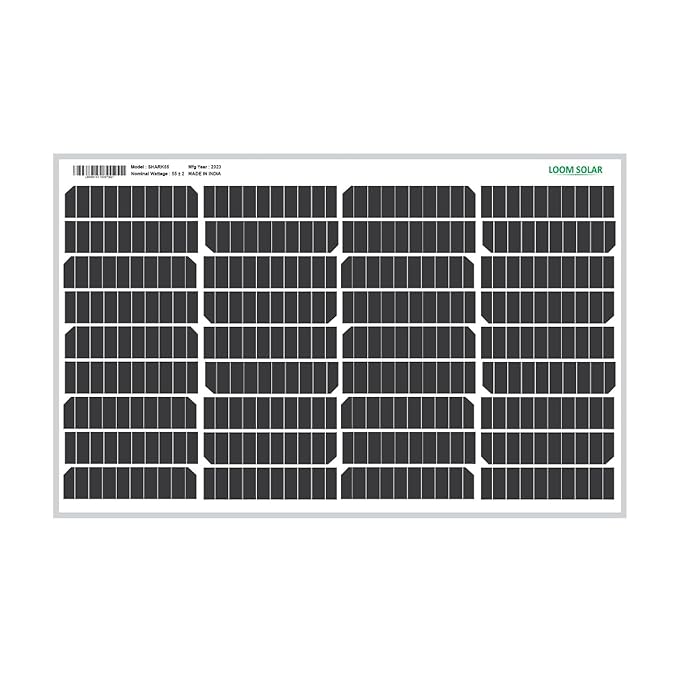 Model : SHARK55 Mfg Year : 2023
Nominal Wattage : 55 ± 2 MADE IN INDIA
LOOM SOLAR